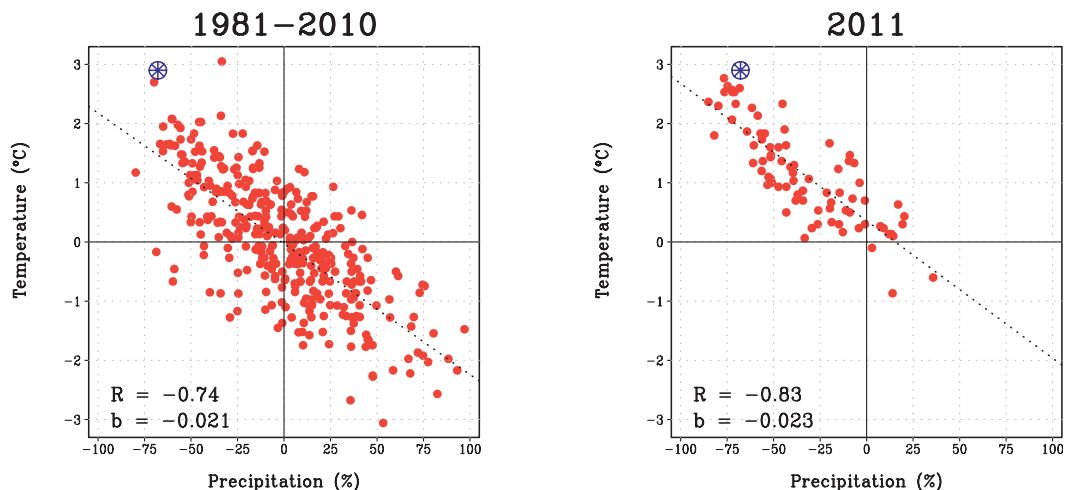 1981−2010
Temperature (°C)
3
2
1
0
−1
−2
−3
R = −0.74
b = −0.021
−100 −75 −50 −25 0 25 50 75 100
Precipitation (%)
2011
Temperature (°C)
3
2
1
0
−1
−2
−3
R = −0.83
b = −0.023
−100 −75 −50 −25 0 25 50 75 100
Precipitation (%)